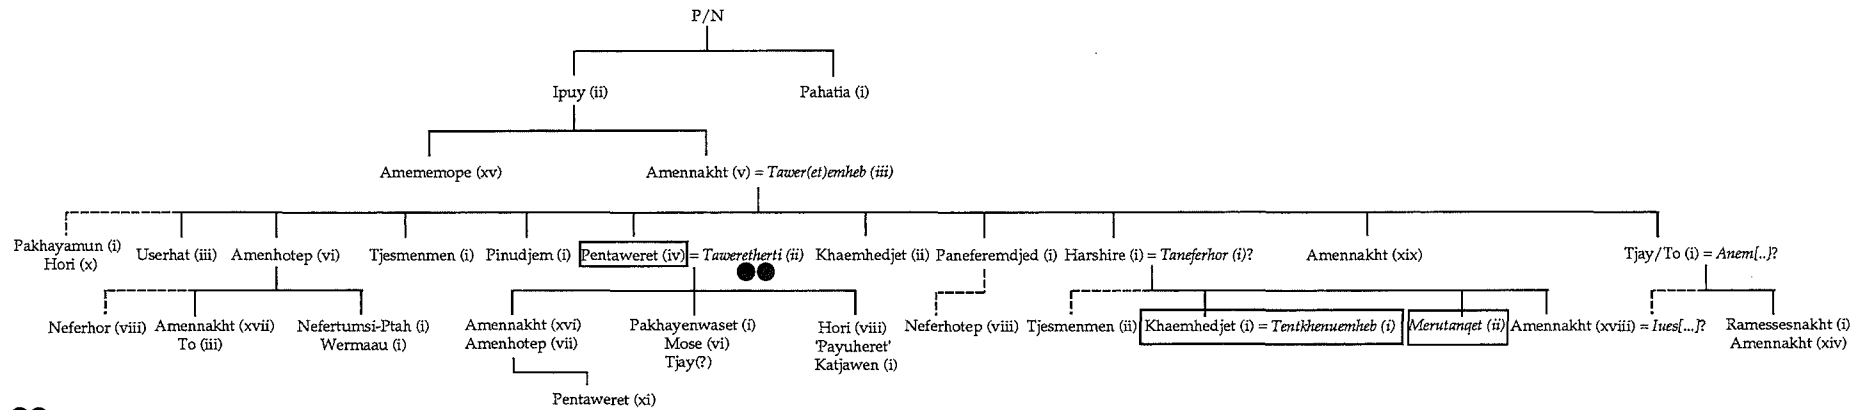 P/N
Ipuy (ii) Pahatia (i)
Amememope (xv) Amennakht (v) = Tawer(et)emheb (iii)
Pakhayamun (i) Userhat (iii) Amenhotep (vi) Tjesmenmen (i) Pinudjem (i) Pentaweret (iv) = Taweretherti (ii) Khaemhedjet (ii) Paneferemdjed (i) Harshire (i) = Taneferhor (i)? Amennakht (xix) Tjay/To (i) = Anem[..]?
Hori (x)
Neferhor (viii) Amennakht (xvii) Nefertumsi-Ptah (i) Amennakht (xvi) Pakhayenwaset (i) Hori (viii) Neferhotep (viii) Tjesmenmen (ii) Khaemhedjet (i) = Tentkhenuemheb (i) Merutanqet (ii) Amennakht (xviii) = Iues[...]? Ramessesnakht (i)
To (iii) Wermaau (i) Amenhotep (vii) Mose (vi) 'Payuheret' Amennakht (xiv)
Tjay(?) Katjawen (i)
Pentaweret (xi)